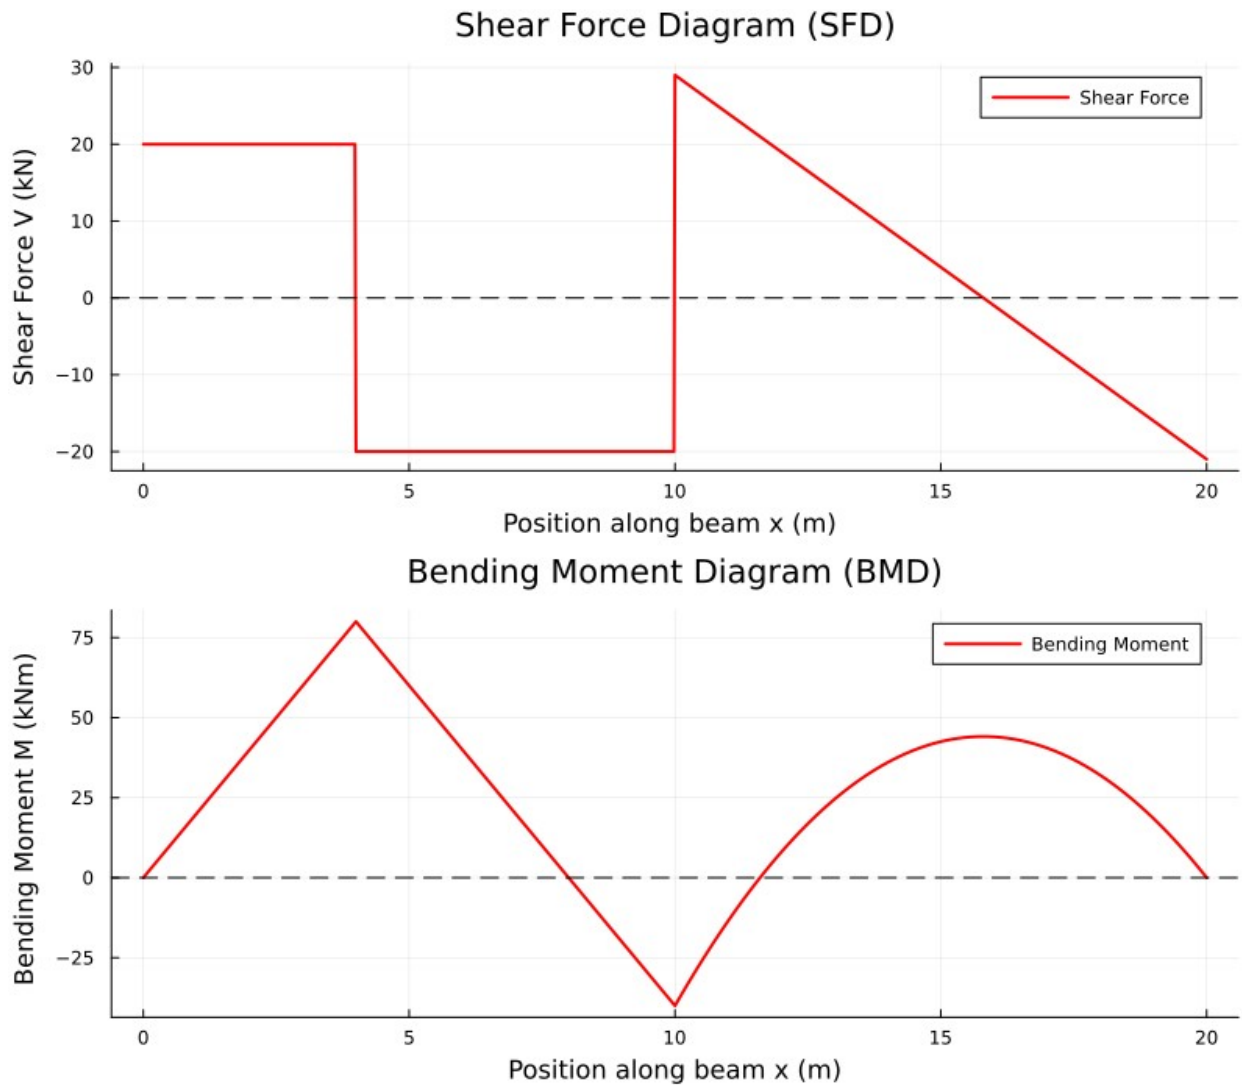 Shear Force Diagram (SFD)
30
20
10
0
−10
−20
Shear Force V (kN)
Shear Force
0 5 10 15 20
Position along beam x (m)
Bending Moment Diagram (BMD)
75
50
25
0
−25
Bending Moment M (kNm)
Bending Moment
0 5 10 15 20
Position along beam x (m)